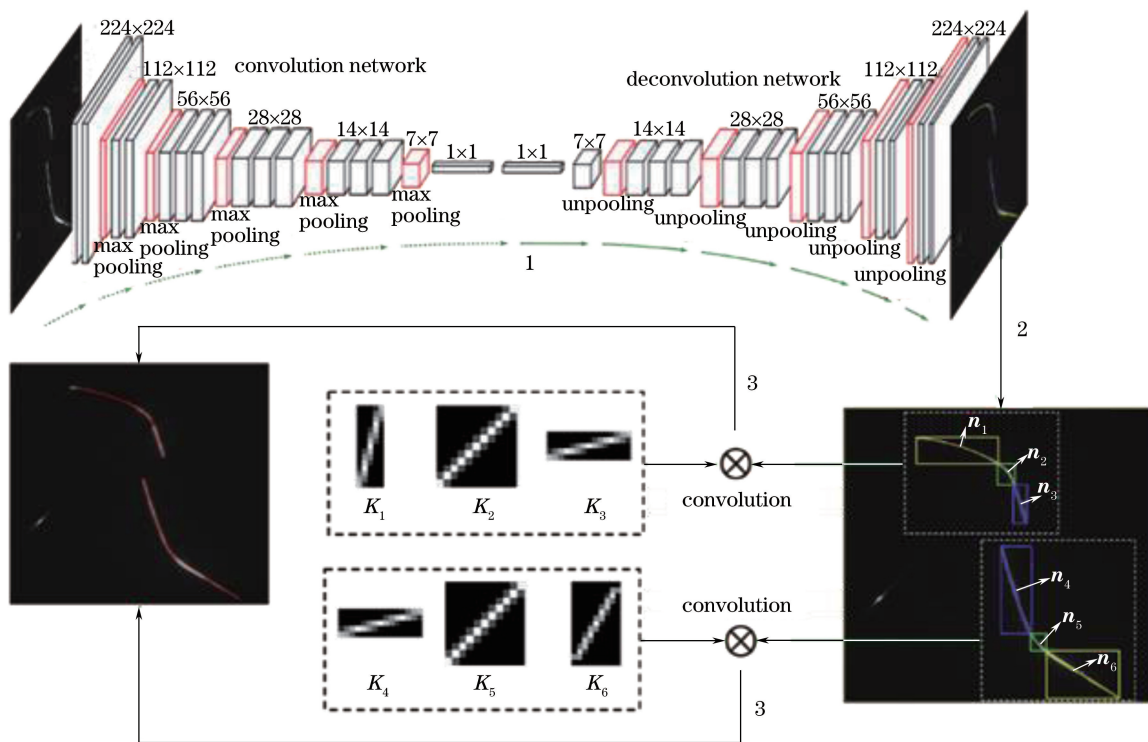 224×224
112×112
convolution network
56×56
28×28
14×14
7×7
1×1
1×1
7×7
14×14
28×28
deconvolution network
56×56
112×112
224×224
max
pooling
max
pooling
max
pooling
max
pooling
max
pooling
unpooling
unpooling
unpooling
unpooling
unpooling
1
2
3
K1
K2
K3
convolution
n1
n2
n3
convolution
K4
K5
K6
3
n4
n5
n6